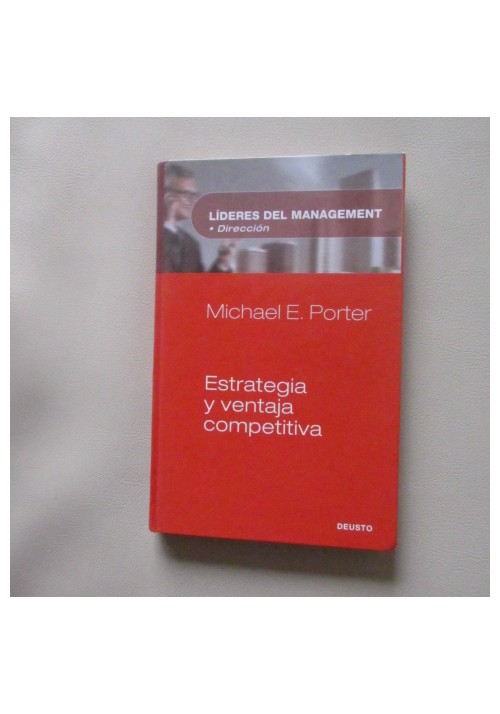 LÍDERES DEL MANAGEMENT
• Dirección
Michael E. Porter
Estrategia
y ventaja
competitiva
DEUSTO